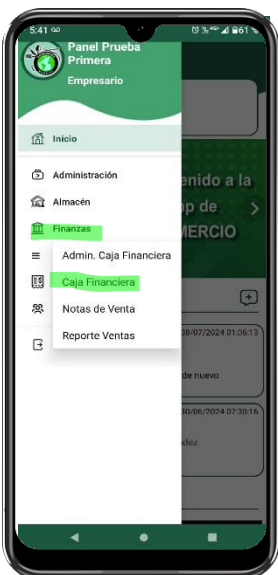 5:41
61 %
Panel Prueba
Primera
Empresario
Inicio
Administración
enido a la
Almacén
pp de
Finanzas
MERCIO
Admin. Caja Financiera
Caja Financiera
Notas de Venta
08/07/2024 01:06:13
Reporte Ventas
de nuevo
30/06/2024 07:30:16
dez